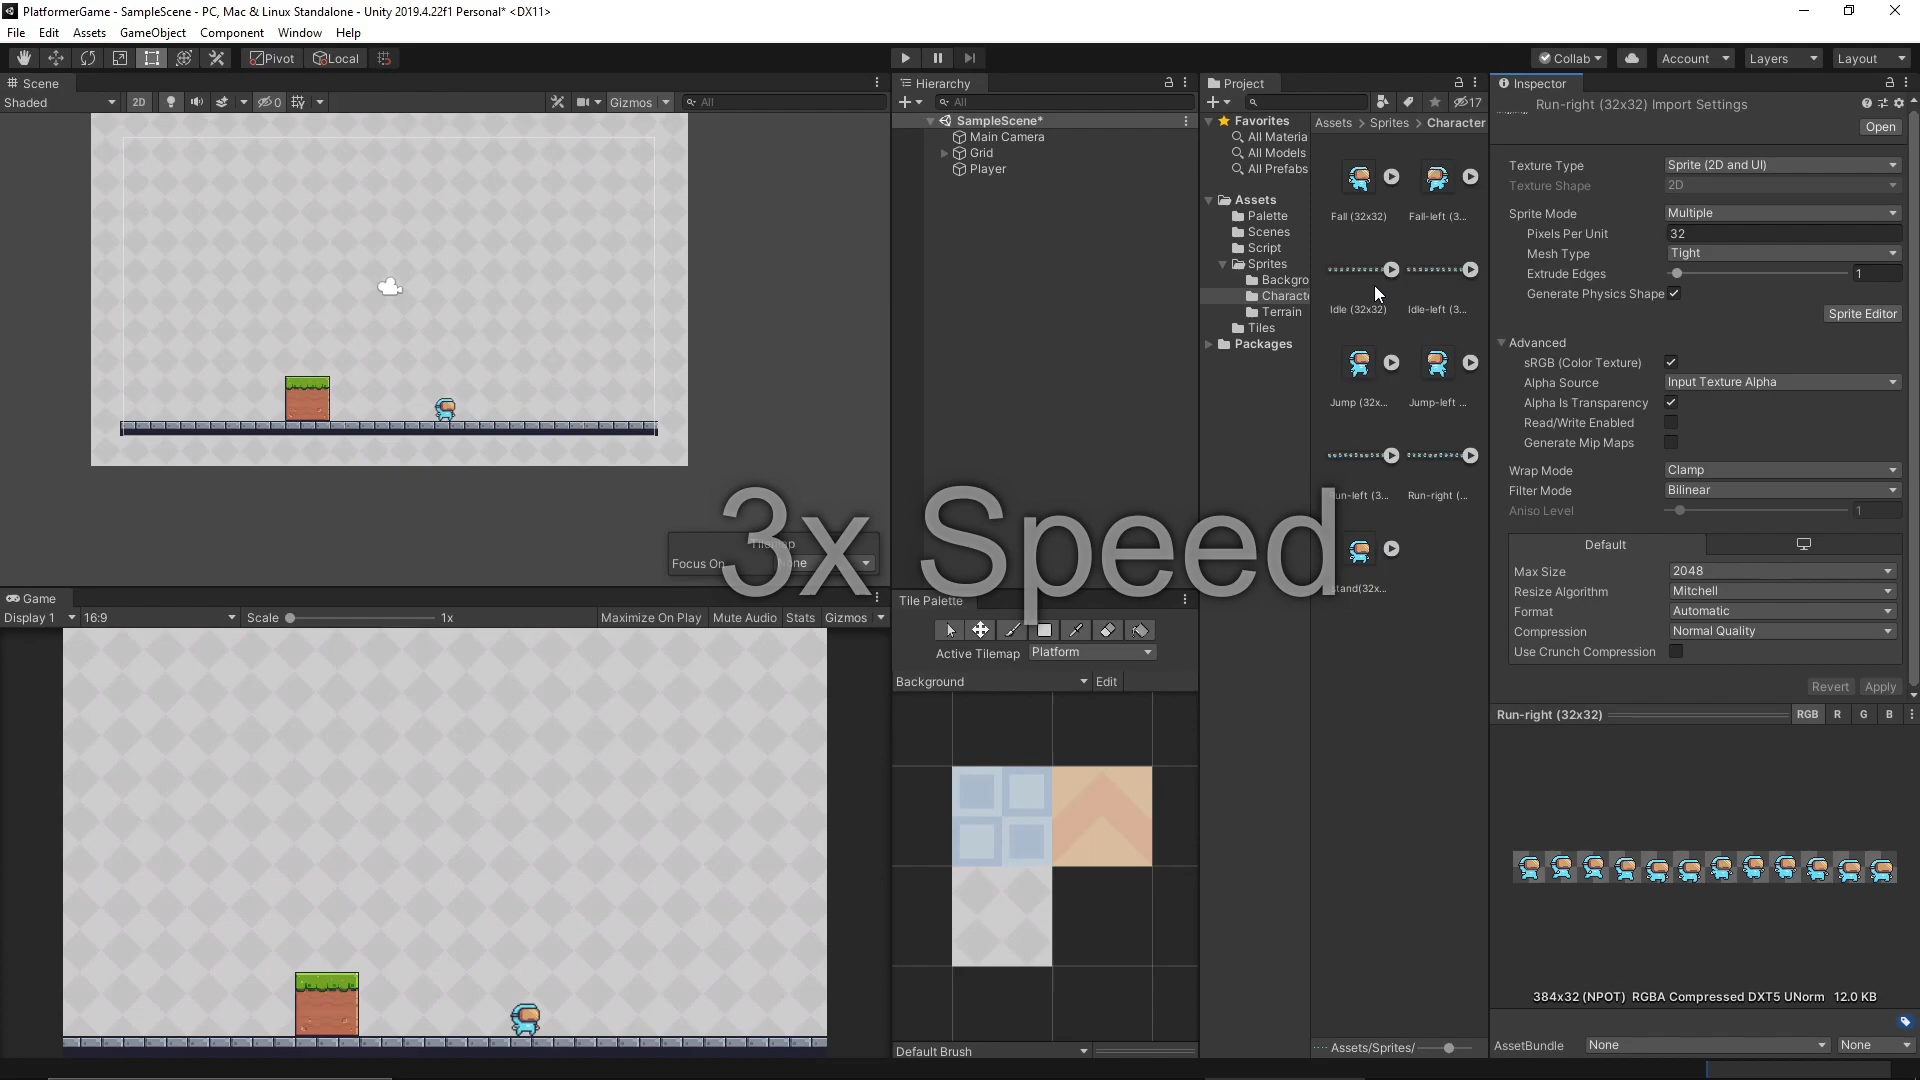 PlatformerGame - SampleScene - PC, Mac & Linux Standalone - Unity 2019.4.22f1 Personal* <DX11>
File Edit Assets GameObject Component Window Help
Pivot Local
Collab Account Layers Layout
Scene
Shaded 2D 0 Gizmos All
Hierarchy
All
SampleScene*
Main Camera
Grid
Player
Project
17
Favorites
All Materia
All Models
All Prefabs
Assets
Palette
Scenes
Script
Sprites
Backgro
Characte
Terrain
Tiles
Packages
Assets > Sprites > Character
Fall (32x32) Fall-left (3...
Idle (32x32) Idle-left (3...
Jump (32x... Jump-left ...
un-left (3... Run-right (...
tand(32x...
Assets/Sprites/
Inspector
Run-right (32x32) Import Settings
Open
Texture Type Sprite (2D and UI)
Texture Shape 2D
Sprite Mode Multiple
Pixels Per Unit 32
Mesh Type Tight
Extrude Edges 1
Generate Physics Shape
Sprite Editor
Advanced
sRGB (Color Texture)
Alpha Source Input Texture Alpha
Alpha Is Transparency
Read/Write Enabled
Generate Mip Maps
Wrap Mode Clamp
Filter Mode Bilinear
Aniso Level 1
Default
Max Size 2048
Resize Algorithm Mitchell
Format Automatic
Compression Normal Quality
Use Crunch Compression
Revert Apply
Run-right (32x32) RGB R G B
384x32 (NPOT) RGBA Compressed DXT5 UNorm 12.0 KB
AssetBundle None None
3x Speed
Tilemap
Focus On None
Game
Display 1 16:9 Scale 1x Maximize On Play Mute Audio Stats Gizmos
Tile Palette
Active Tilemap Platform
Background Edit
Default Brush